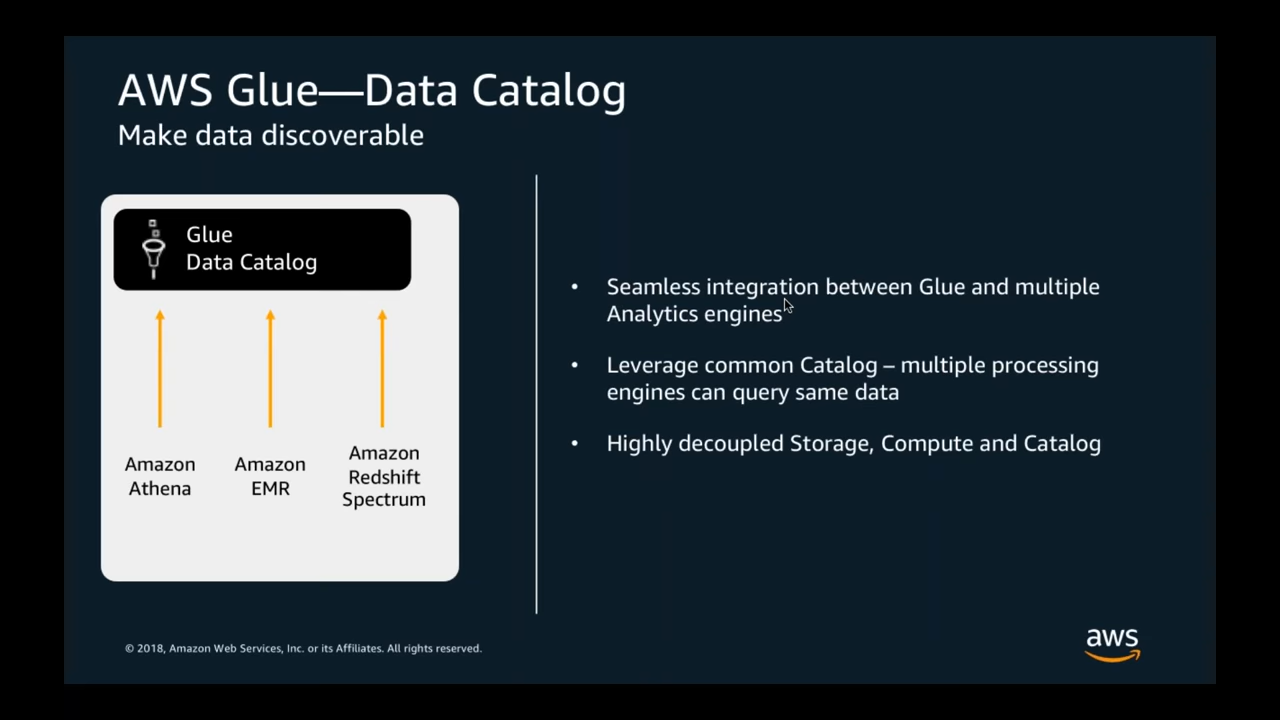 AWS Glue—Data Catalog
Make data discoverable
Glue
Data Catalog
Amazon
Athena
Amazon
EMR
Amazon
Redshift
Spectrum
• Seamless integration between Glue and multiple
Analytics engines
• Leverage common Catalog – multiple processing
engines can query same data
• Highly decoupled Storage, Compute and Catalog
© 2018, Amazon Web Services, Inc. or its Affiliates. All rights reserved.
aws